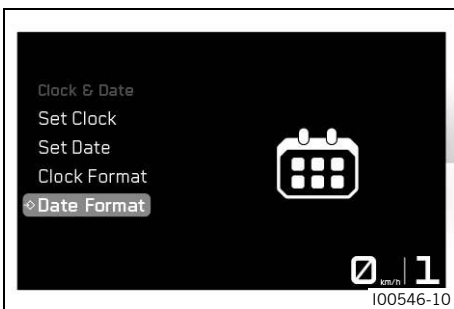 Clock & Date
Set Clock
Set Date
Clock Format
Date Format
0 km/h 1
I00546-10